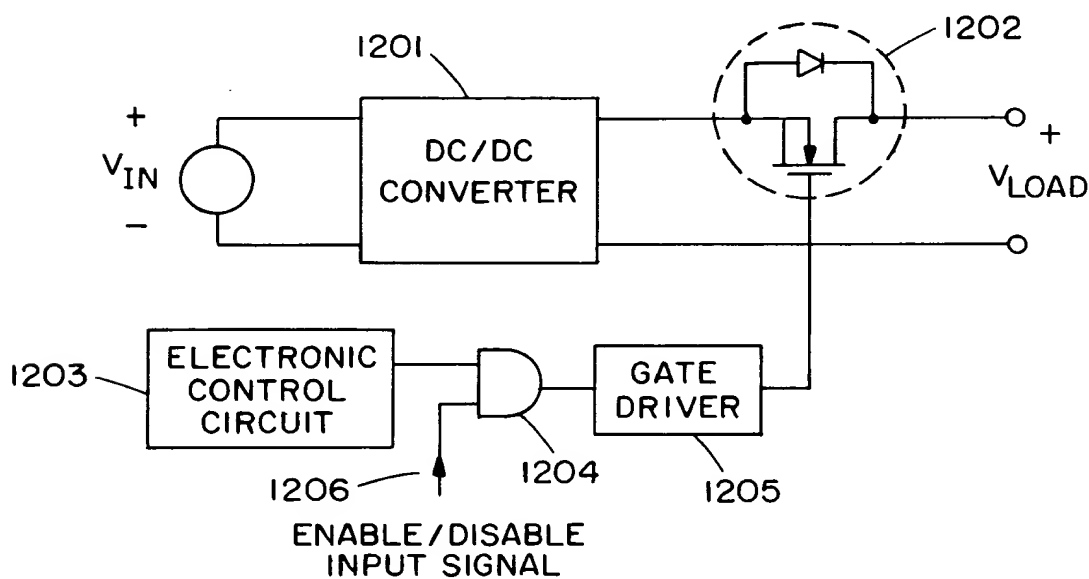 1201
1202
+
V_IN
-
DC/DC
CONVERTER
+
V_LOAD
1203
ELECTRONIC
CONTROL
CIRCUIT
GATE
DRIVER
1204
1205
1206
ENABLE/DISABLE
INPUT SIGNAL